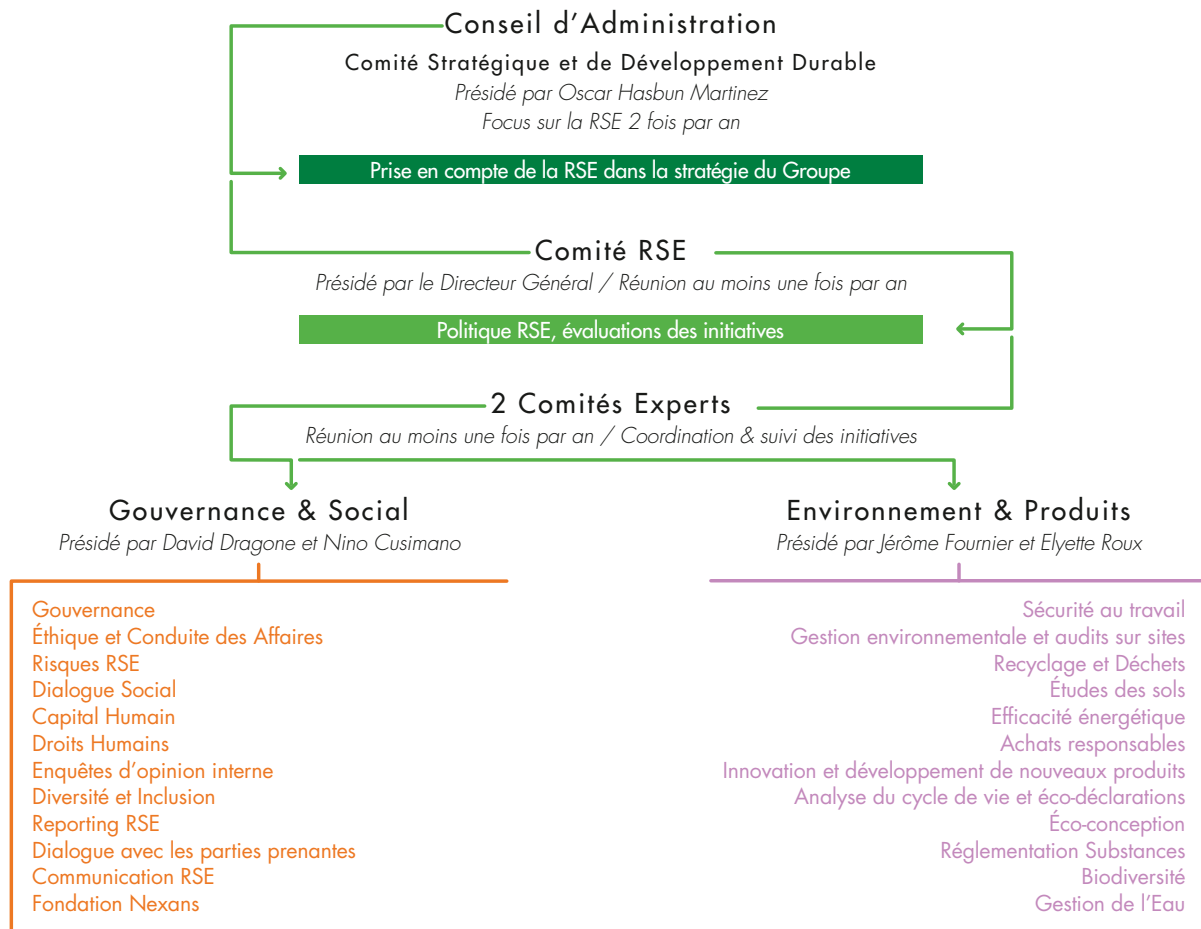 Conseil d’Administration
Comité Stratégique et de Développement Durable
Présidé par Oscar Hasbun Martinez
Focus sur la RSE 2 fois par an
Prise en compte de la RSE dans la stratégie du Groupe
Comité RSE
Présidé par le Directeur Général / Réunion au moins une fois par an
Politique RSE, évaluations des initiatives
2 Comités Experts
Réunion au moins une fois par an / Coordination & suivi des initiatives
Gouvernance & Social
Présidé par David Dragone et Nino Cusimano
Gouvernance
Éthique et Conduite des Affaires
Risques RSE
Dialogue Social
Capital Humain
Droits Humains
Enquêtes d’opinion interne
Diversité et Inclusion
Reporting RSE
Dialogue avec les parties prenantes
Communication RSE
Fondation Nexans
Environnement & Produits
Présidé par Jérôme Fournier et Elyette Roux
Sécurité au travail
Gestion environnementale et audits sur sites
Recyclage et Déchets
Études des sols
Efficacité énergétique
Achats responsables
Innovation et développement de nouveaux produits
Analyse du cycle de vie et éco-déclarations
Éco-conception
Réglementation Substances
Biodiversité
Gestion de l’Eau